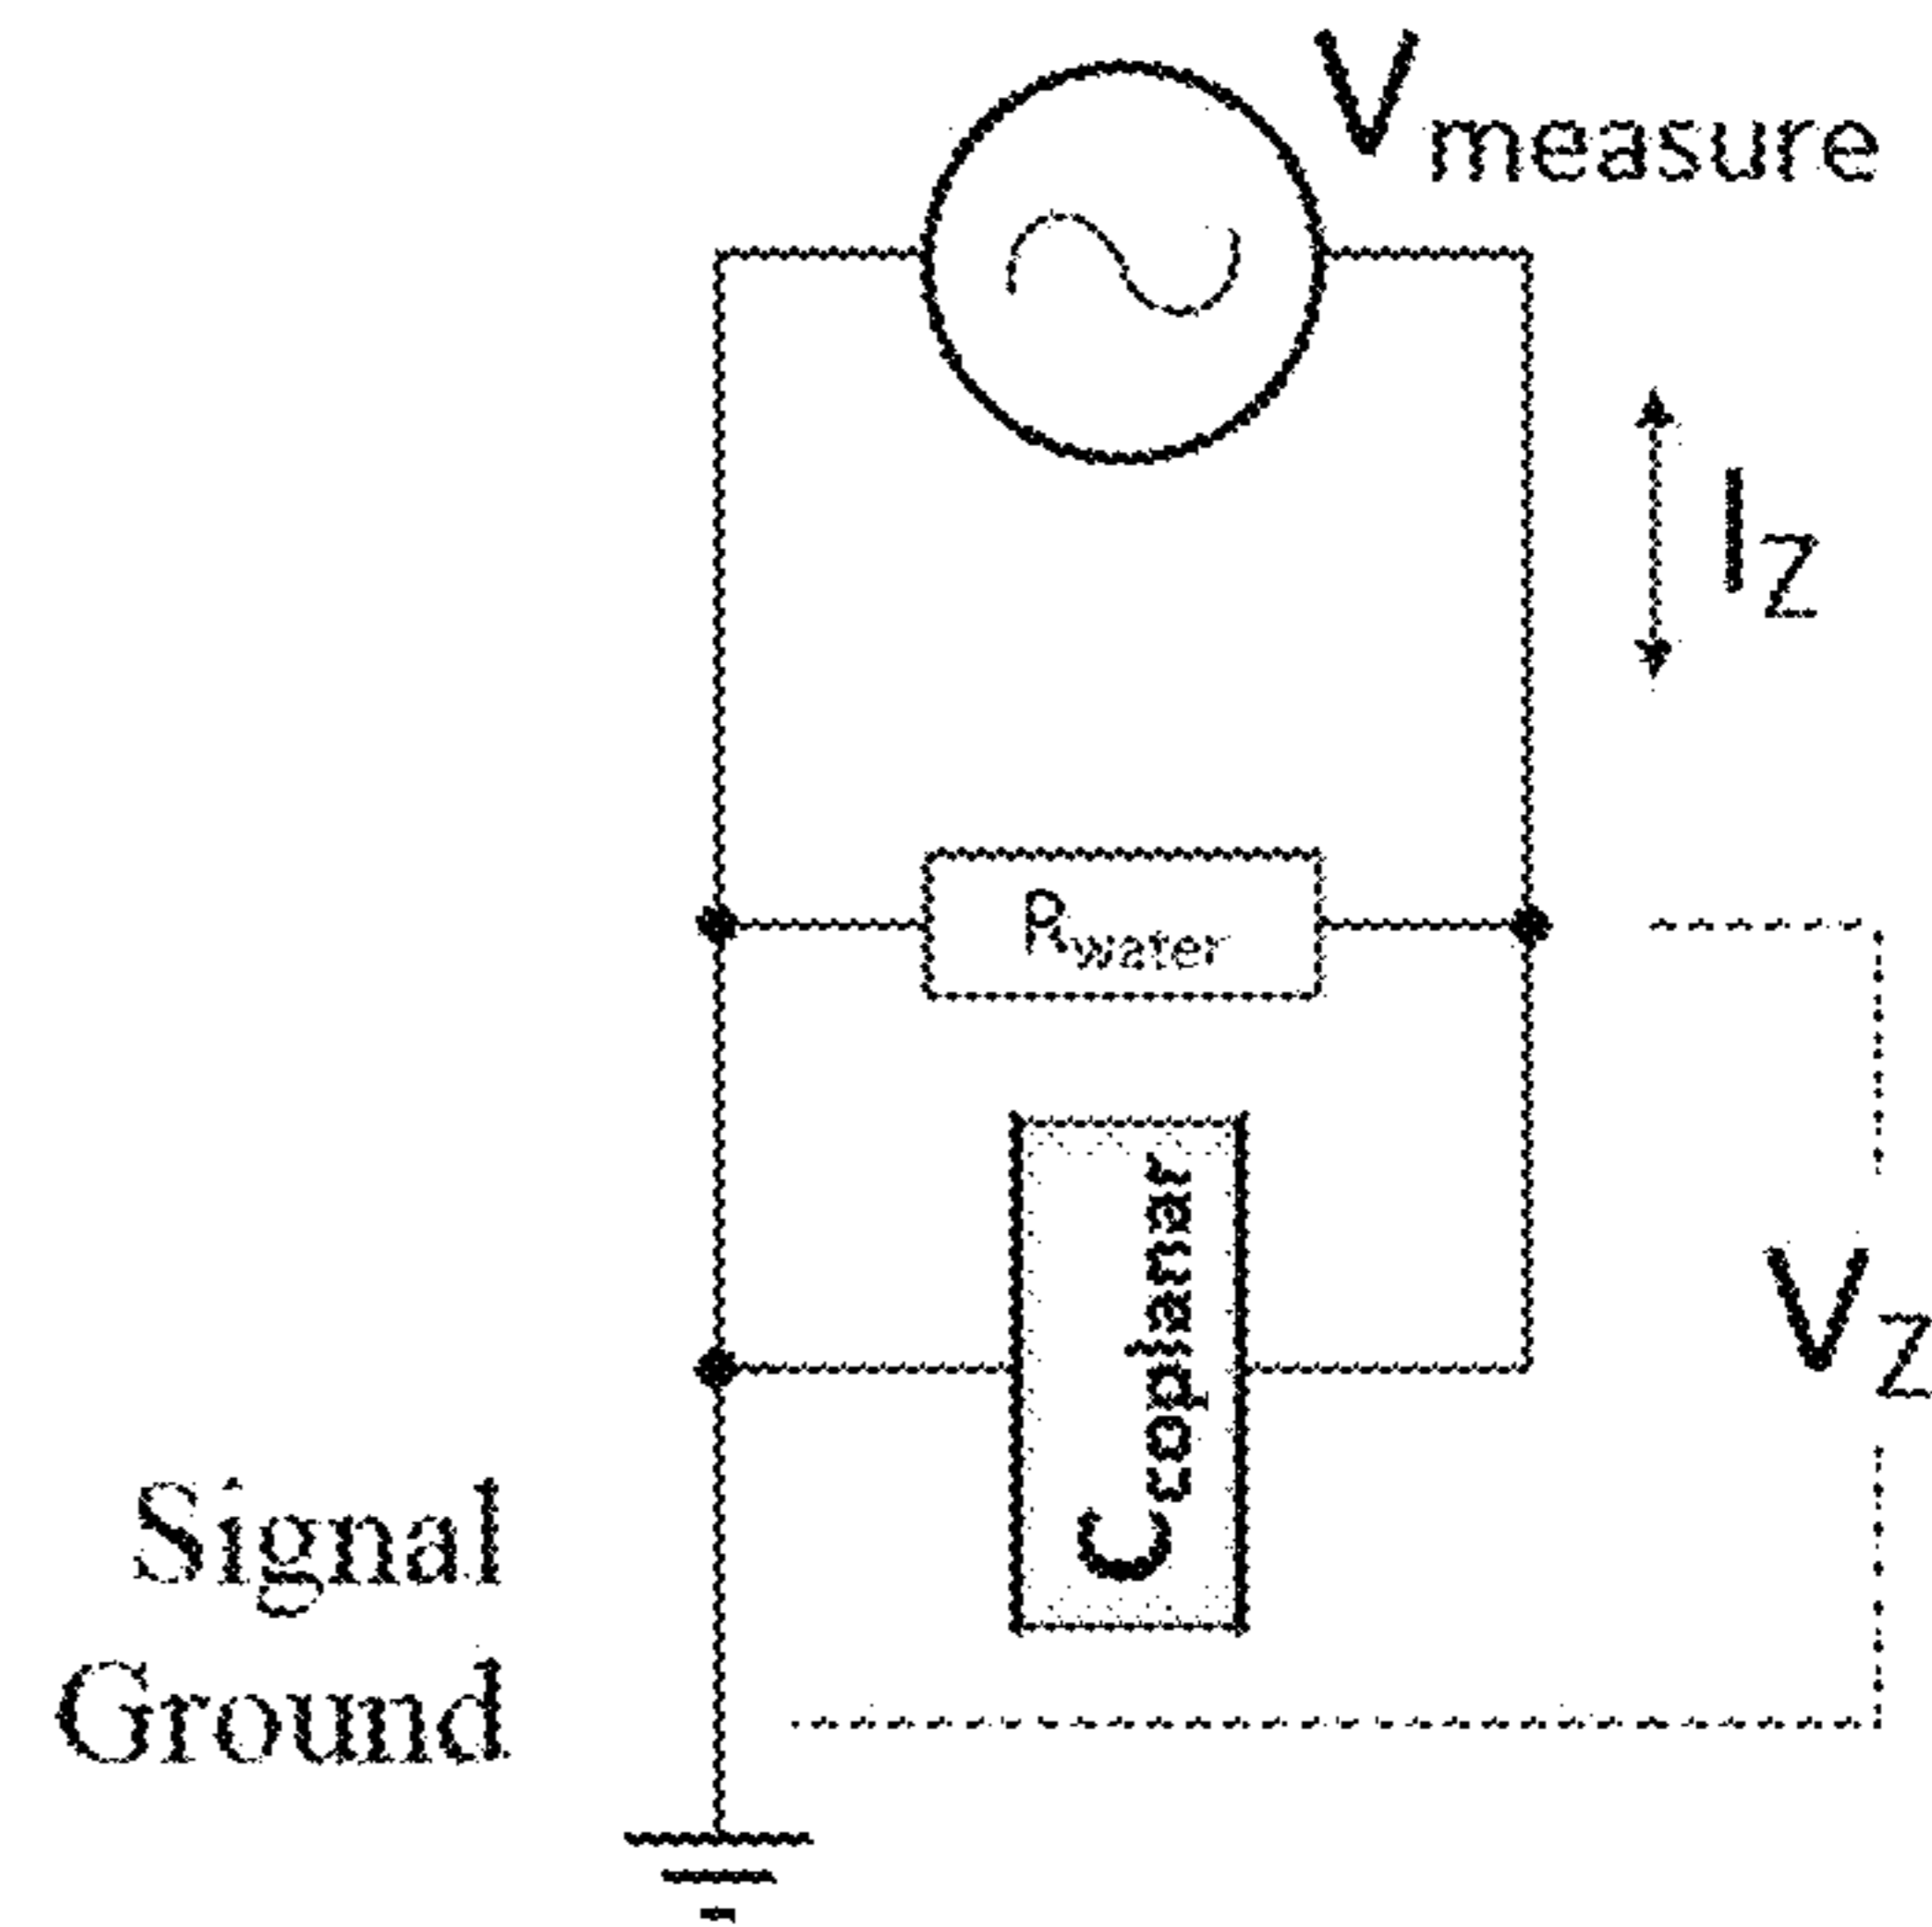 Vmeasure
IZ
Rwater
Ccoplanar
VZ
Signal
Ground